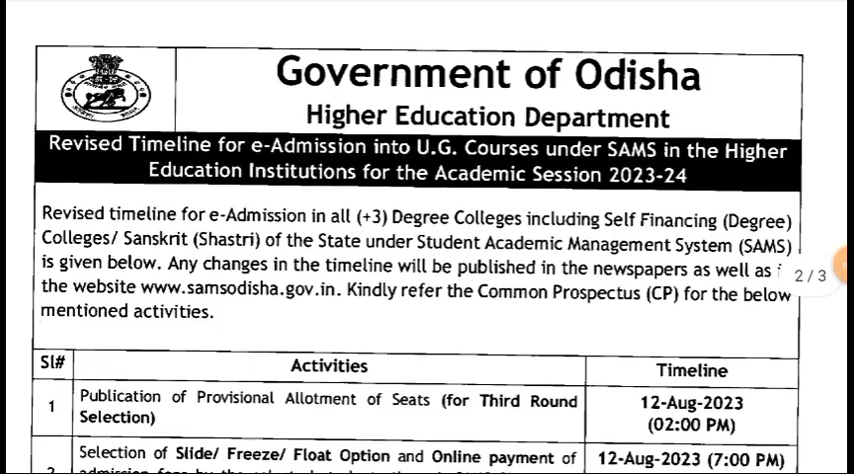 Government of Odisha
Higher Education Department
Revised Timeline for e-Admission into U.G. Courses under SAMS in the Higher
Education Institutions for the Academic Session 2023-24
Revised timeline for e-Admission in all (+3) Degree Colleges including Self Financing (Degree)
Colleges/ Sanskrit (Shastri) of the State under Student Academic Management System (SAMS)
is given below. Any changes in the timeline will be published in the newspapers as well as
2/3
the website www.samsodisha.gov.in. Kindly refer the Common Prospectus (CP) for the below
mentioned activities.
Sl# Activities Timeline
1 Publication of Provisional Allotment of Seats (for Third Round 12-Aug-2023
Selection) (02:00 PM)
Selection of Slide/ Freeze/ Float Option and Online payment of 12-Aug-2023 (7:00 PM)